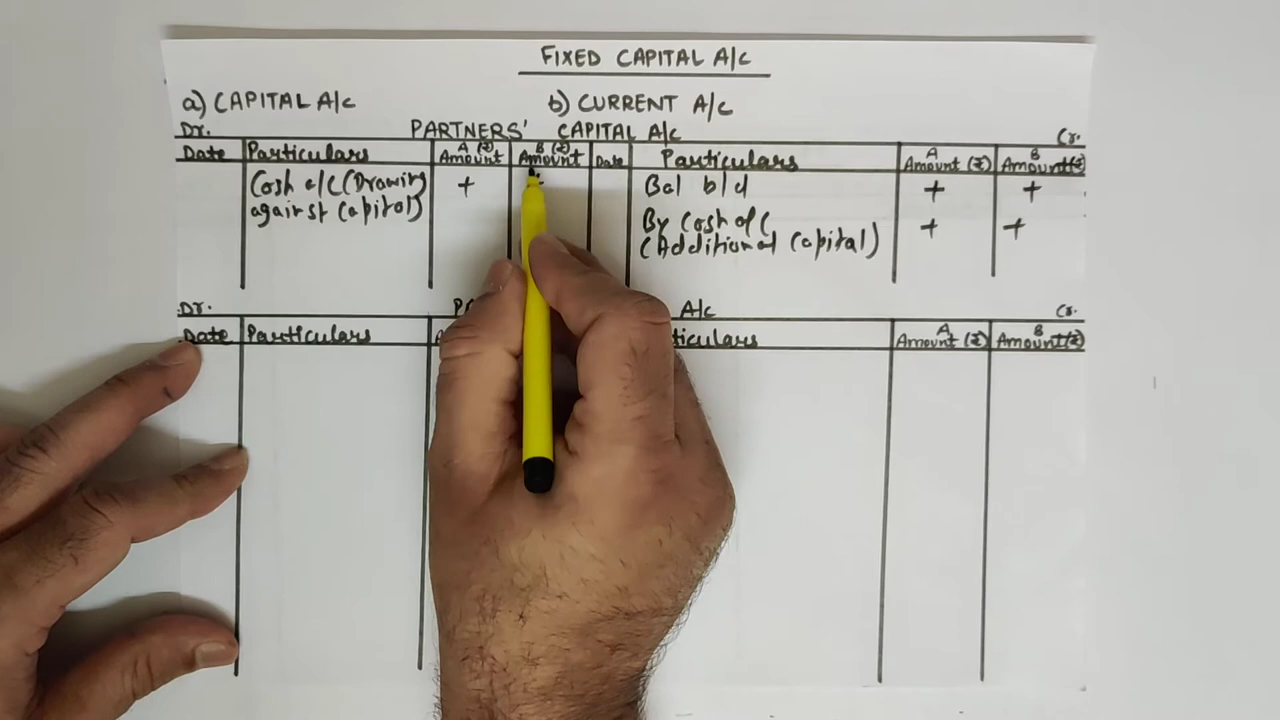 FIXED CAPITAL A/c
a) CAPITAL A/c b) CURRENT A/c
Dr. PARTNERS' CAPITAL A/c Cr.
Date Particulars A (₹) Amount B (₹) Amount Date Particulars A Amount (₹) B Amount (₹)
Cash a/c (Drawing + Bal b/d + +
against Capital) By Cash a/c + +
(Additional Capital)
Dr. A/c Cr.
Date Particulars A Amount (₹) B Amount (₹)